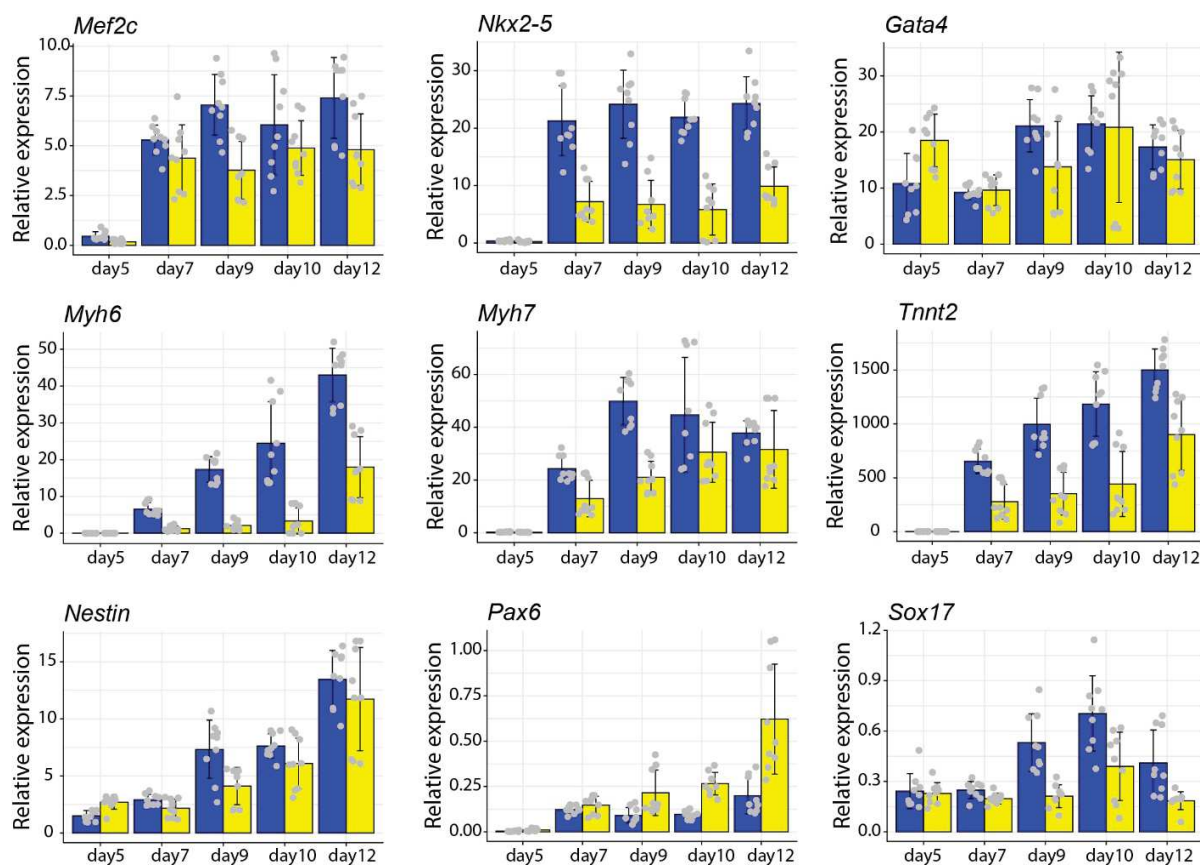 Mef2c
Relative expression
10.0
7.5
5.0
2.5
0.0
day5 day7 day9 day10 day12
Nkx2-5
Relative expression
30
20
10
0
day5 day7 day9 day10 day12
Gata4
Relative expression
30
20
10
0
day5 day7 day9 day10 day12
Myh6
Relative expression
50
40
30
20
10
0
day5 day7 day9 day10 day12
Myh7
Relative expression
60
40
20
0
day5 day7 day9 day10 day12
Tnnt2
Relative expression
1500
1000
500
0
day5 day7 day9 day10 day12
Nestin
Relative expression
15
10
5
0
day5 day7 day9 day10 day12
Pax6
Relative expression
1.00
0.75
0.50
0.25
0.00
day5 day7 day9 day10 day12
Sox17
Relative expression
1.2
0.9
0.6
0.3
0.0
day5 day7 day9 day10 day12